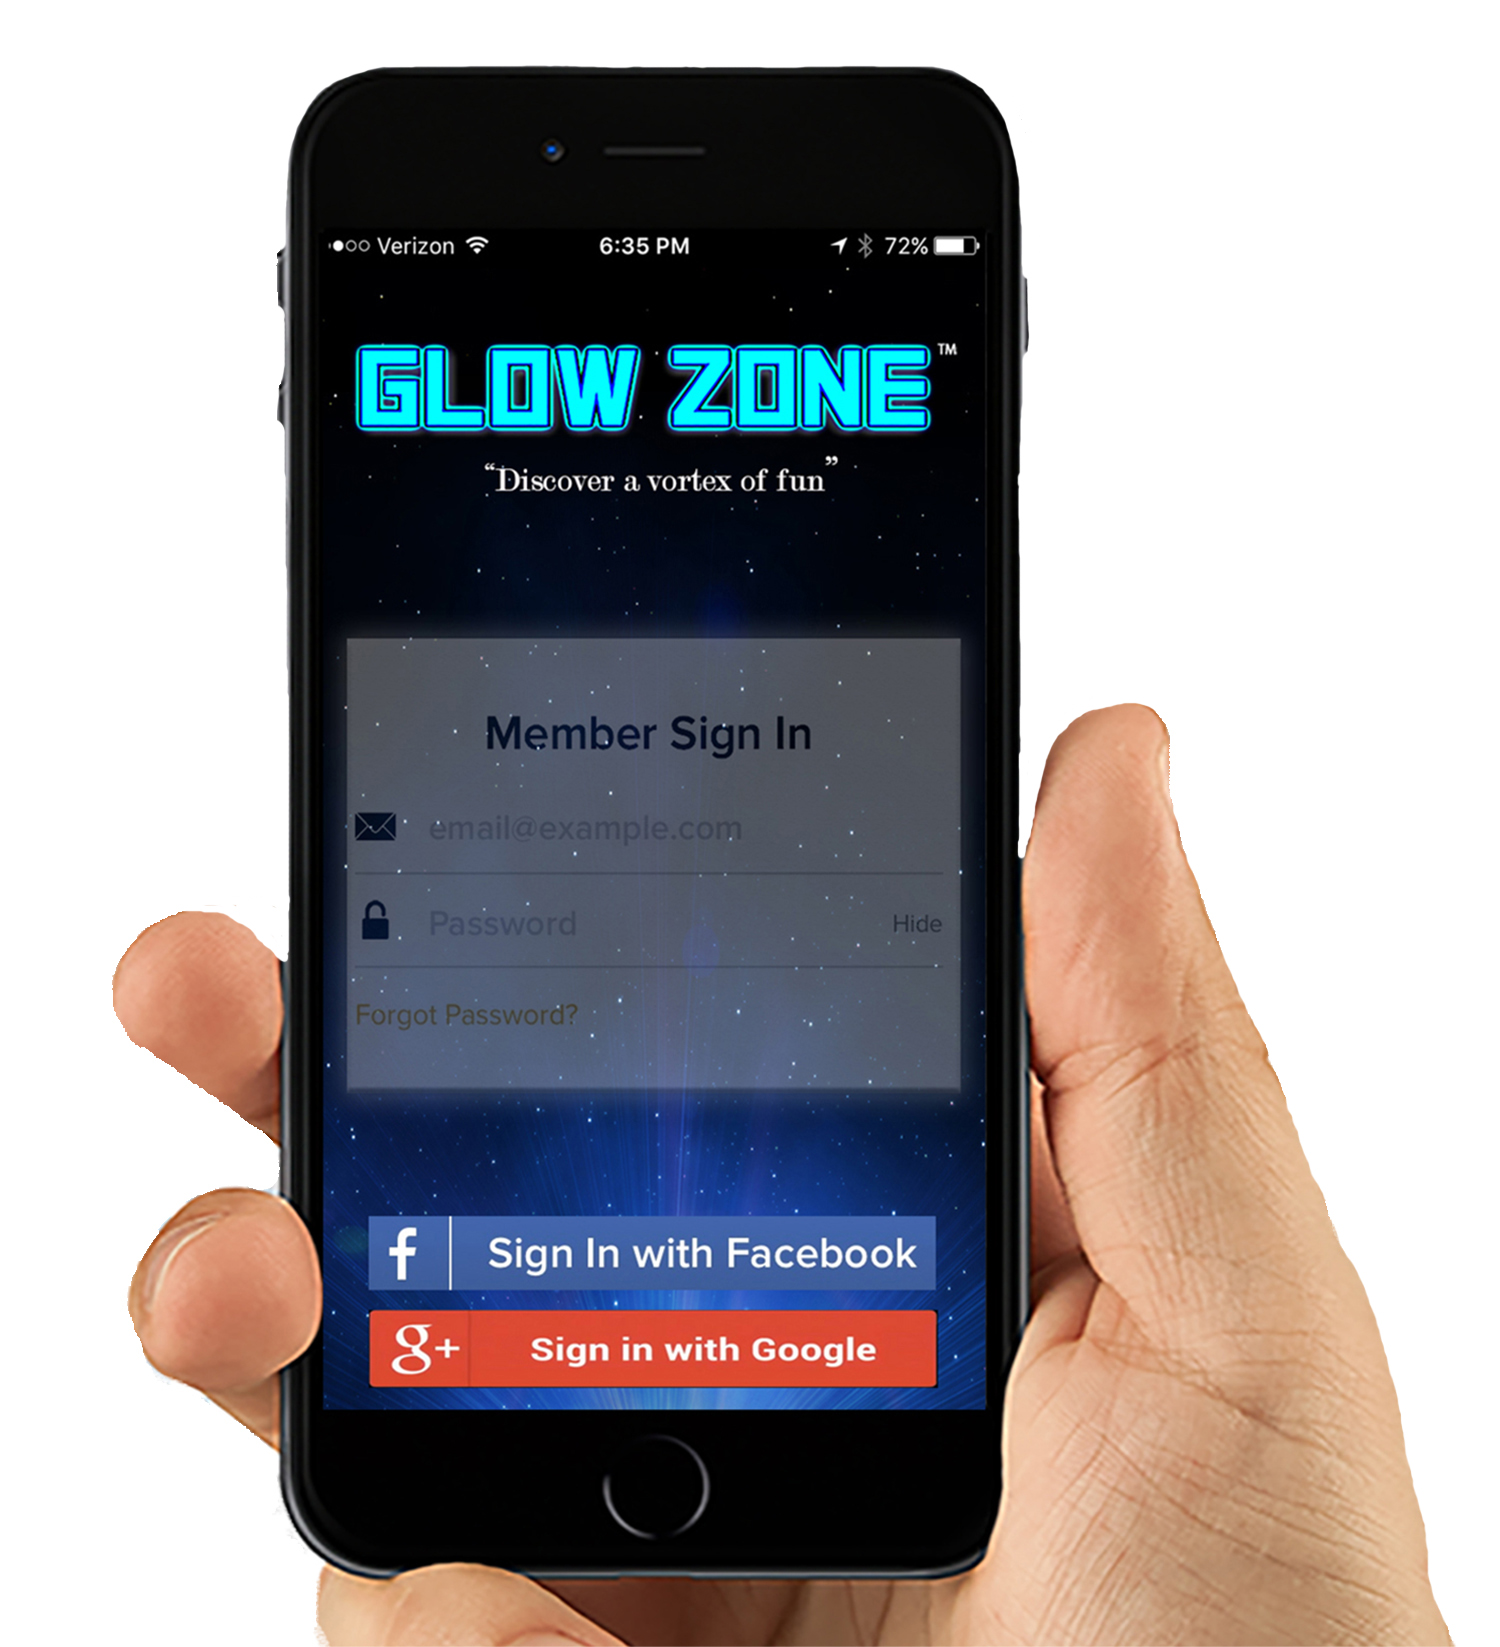 Verizon 6:35 PM 72%
GLOW ZONE™
“Discover a vortex of fun”
Member Sign In
email@example.com
Password Hide
Forgot Password?
f Sign In with Facebook
g+ Sign in with Google